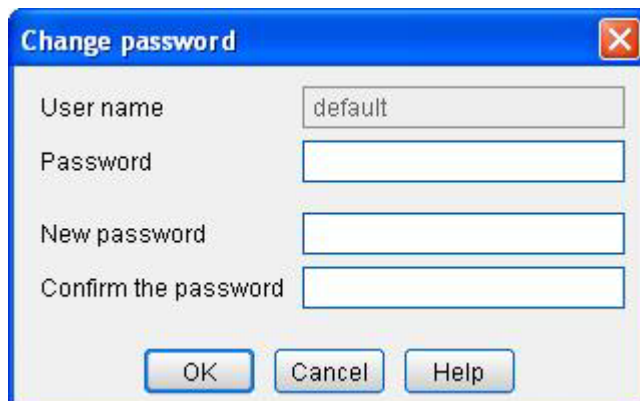 Change password
User name default
Password
New password
Confirm the password
OK Cancel Help